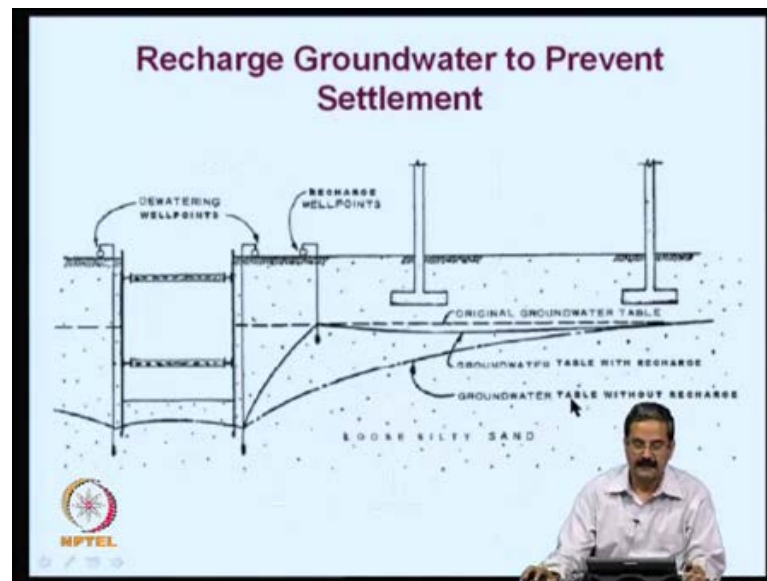 Recharge Groundwater to Prevent
Settlement
DEWATERING
WELLPOINTS
RECHARGE
WELLPOINTS
ORIGINAL GROUNDWATER TABLE
GROUNDWATER TABLE WITH RECHARGE
GROUNDWATER TABLE WITHOUT RECHARGE
LOOSE SILTY SAND
NPTEL